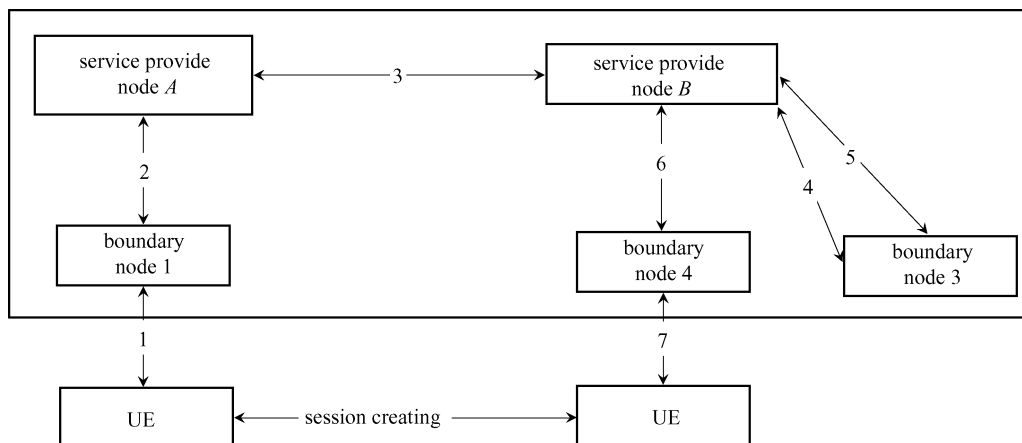 service provide
node A
3
service provide
node B
2
6
5
4
boundary
node 1
boundary
node 4
boundary
node 3
1
7
UE
session creating
UE